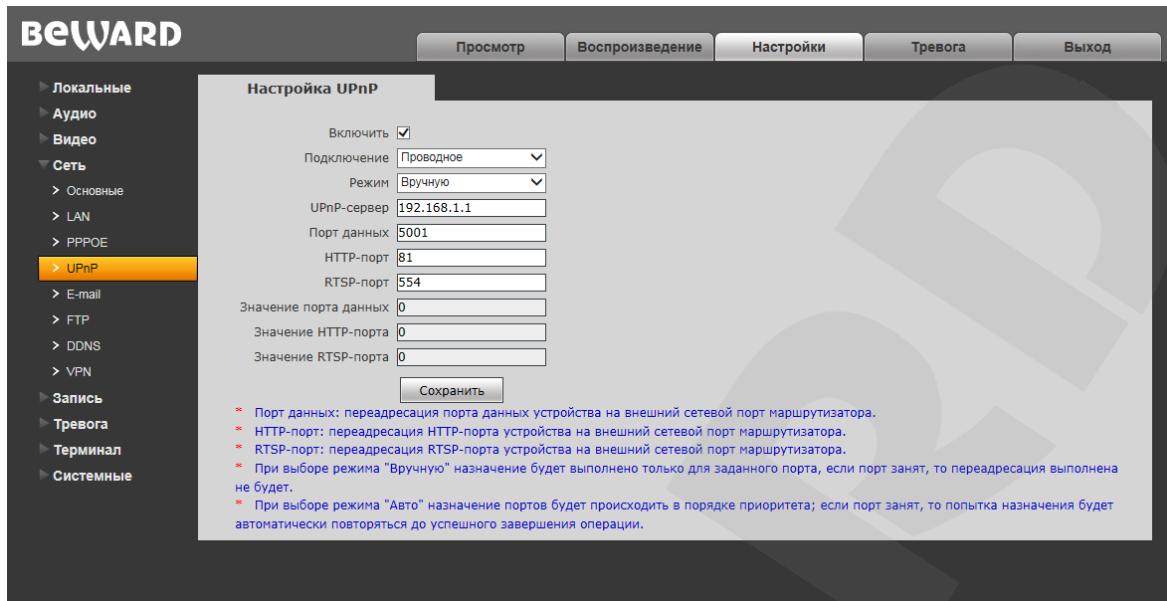 BEWARD
Просмотр
Воспроизведение
Настройки
Тревога
Выход
Локальные
Аудио
Видео
Сеть
Основные
LAN
PPPOE
UPnP
E-mail
FTP
DDNS
VPN
Запись
Тревога
Терминал
Системные
Настройка UPnP
Включить
Подключение Проводное
Режим Вручную
UPnP-сервер 192.168.1.1
Порт данных 5001
HTTP-порт 81
RTSP-порт 554
Значение порта данных 0
Значение HTTP-порта 0
Значение RTSP-порта 0
Сохранить
* Порт данных: переадресация порта данных устройства на внешний сетевой порт маршрутизатора.
* HTTP-порт: переадресация HTTP-порта устройства на внешний сетевой порт маршрутизатора.
* RTSP-порт: переадресация RTSP-порта устройства на внешний сетевой порт маршрутизатора.
* При выборе режима "Вручную" назначение будет выполнено только для заданного порта, если порт занят, то переадресация выполнена
не будет.
* При выборе режима "Авто" назначение портов будет происходить в порядке приоритета; если порт занят, то попытка назначения будет
автоматически повторяться до успешного завершения операции.